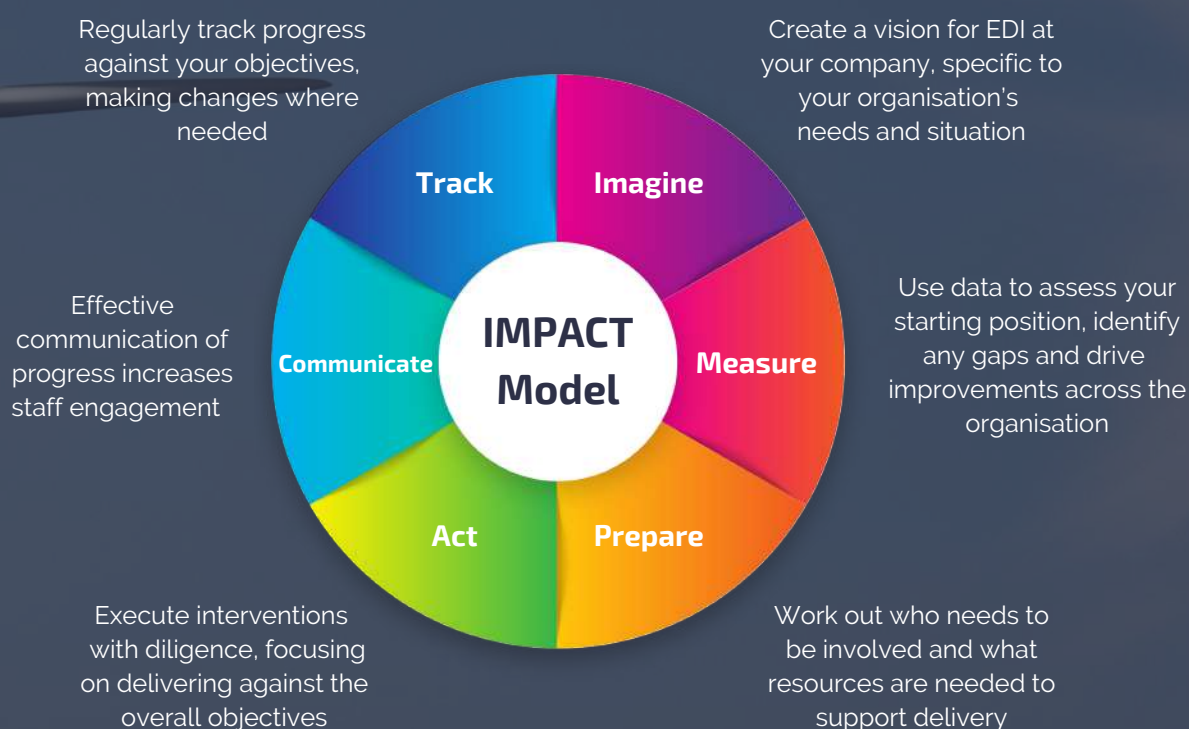 IMPACT
Model
Imagine
Create a vision for EDI at
your company, specific to
your organisation's
needs and situation
Measure
Use data to assess your
starting position, identify
any gaps and drive
improvements across the
organisation
Prepare
Work out who needs to
be involved and what
resources are needed to
support delivery
Act
Execute interventions
with diligence, focusing
on delivering against the
overall objectives
Communicate
Effective
communication of
progress increases
staff engagement
Track
Regularly track progress
against your objectives,
making changes where
needed